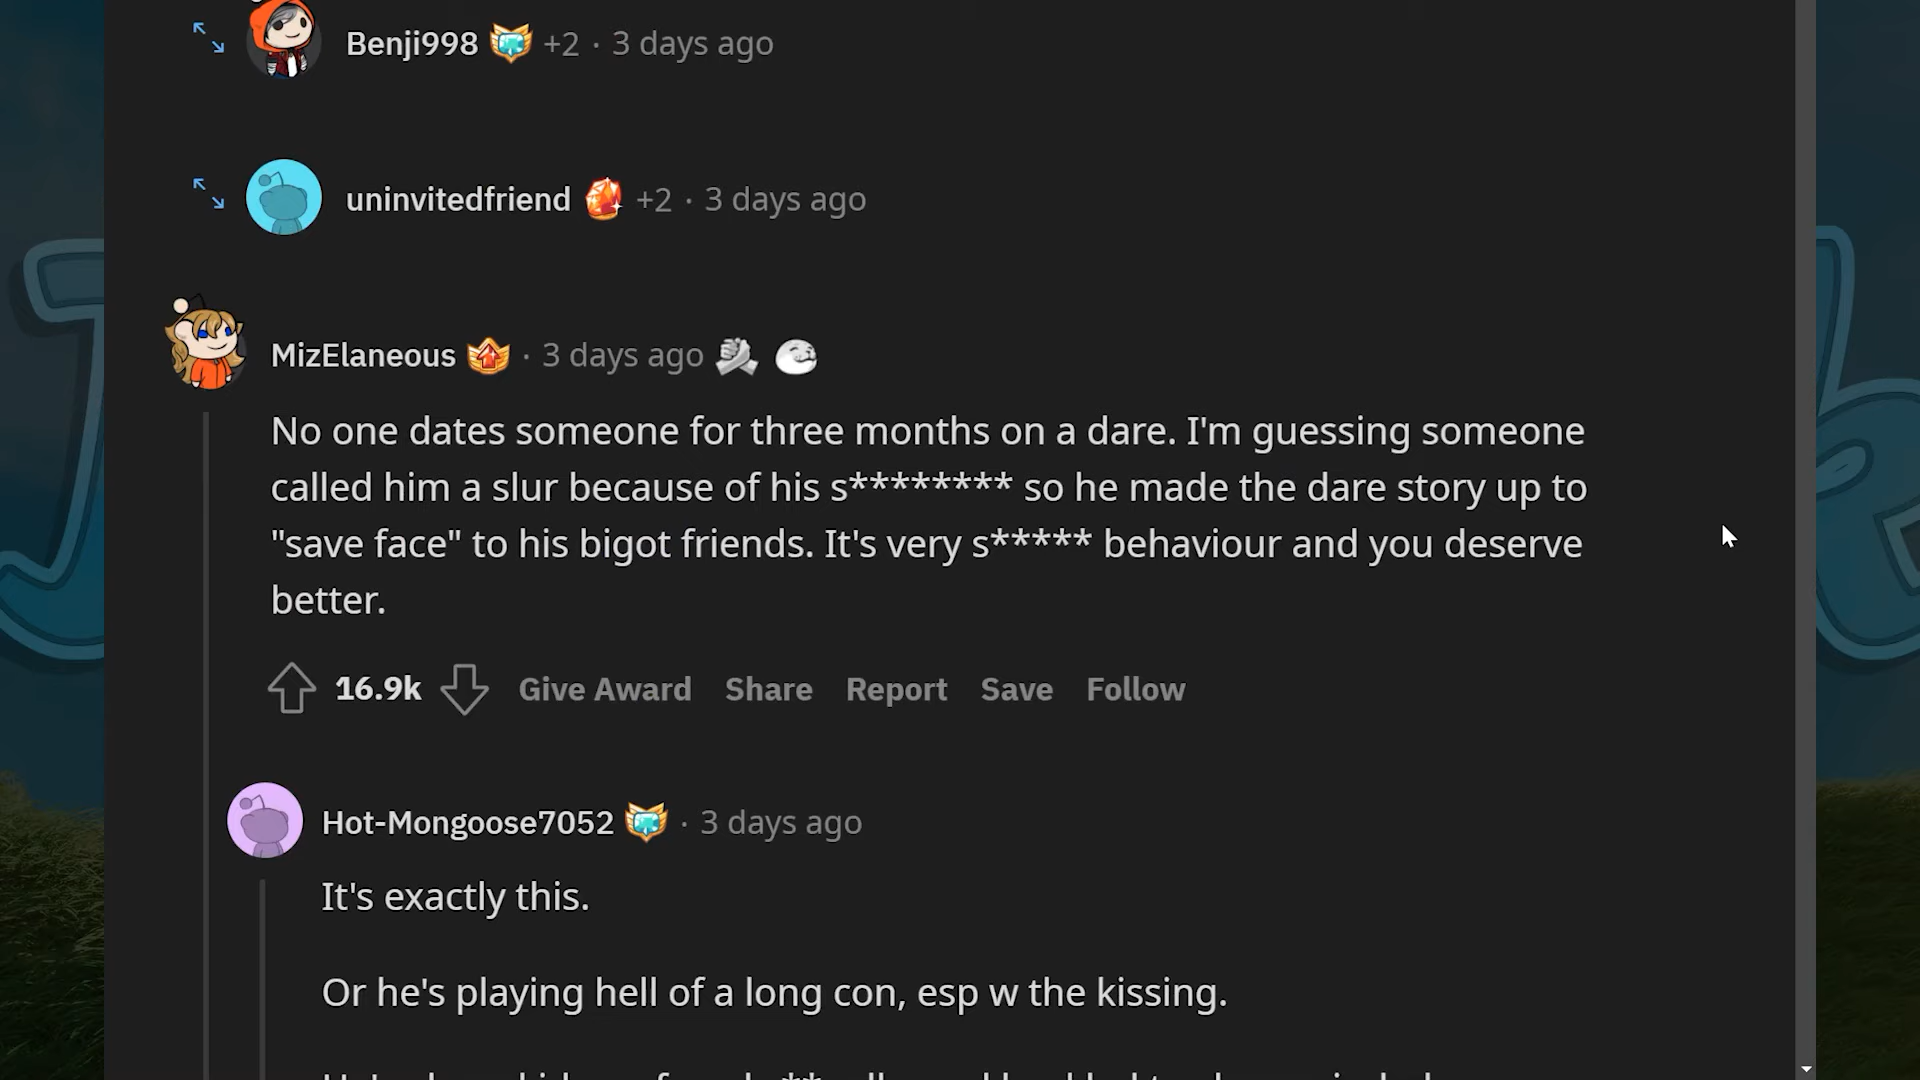 Benji998 +2 · 3 days ago
uninvitedfriend +2 · 3 days ago
MizElaneous · 3 days ago
No one dates someone for three months on a dare. I'm guessing someone
called him a slur because of his s******** so he made the dare story up to
"save face" to his bigot friends. It's very s***** behaviour and you deserve
better.
16.9k Give Award Share Report Save Follow
Hot-Mongoose7052 · 3 days ago
It's exactly this.
Or he's playing hell of a long con, esp w the kissing.